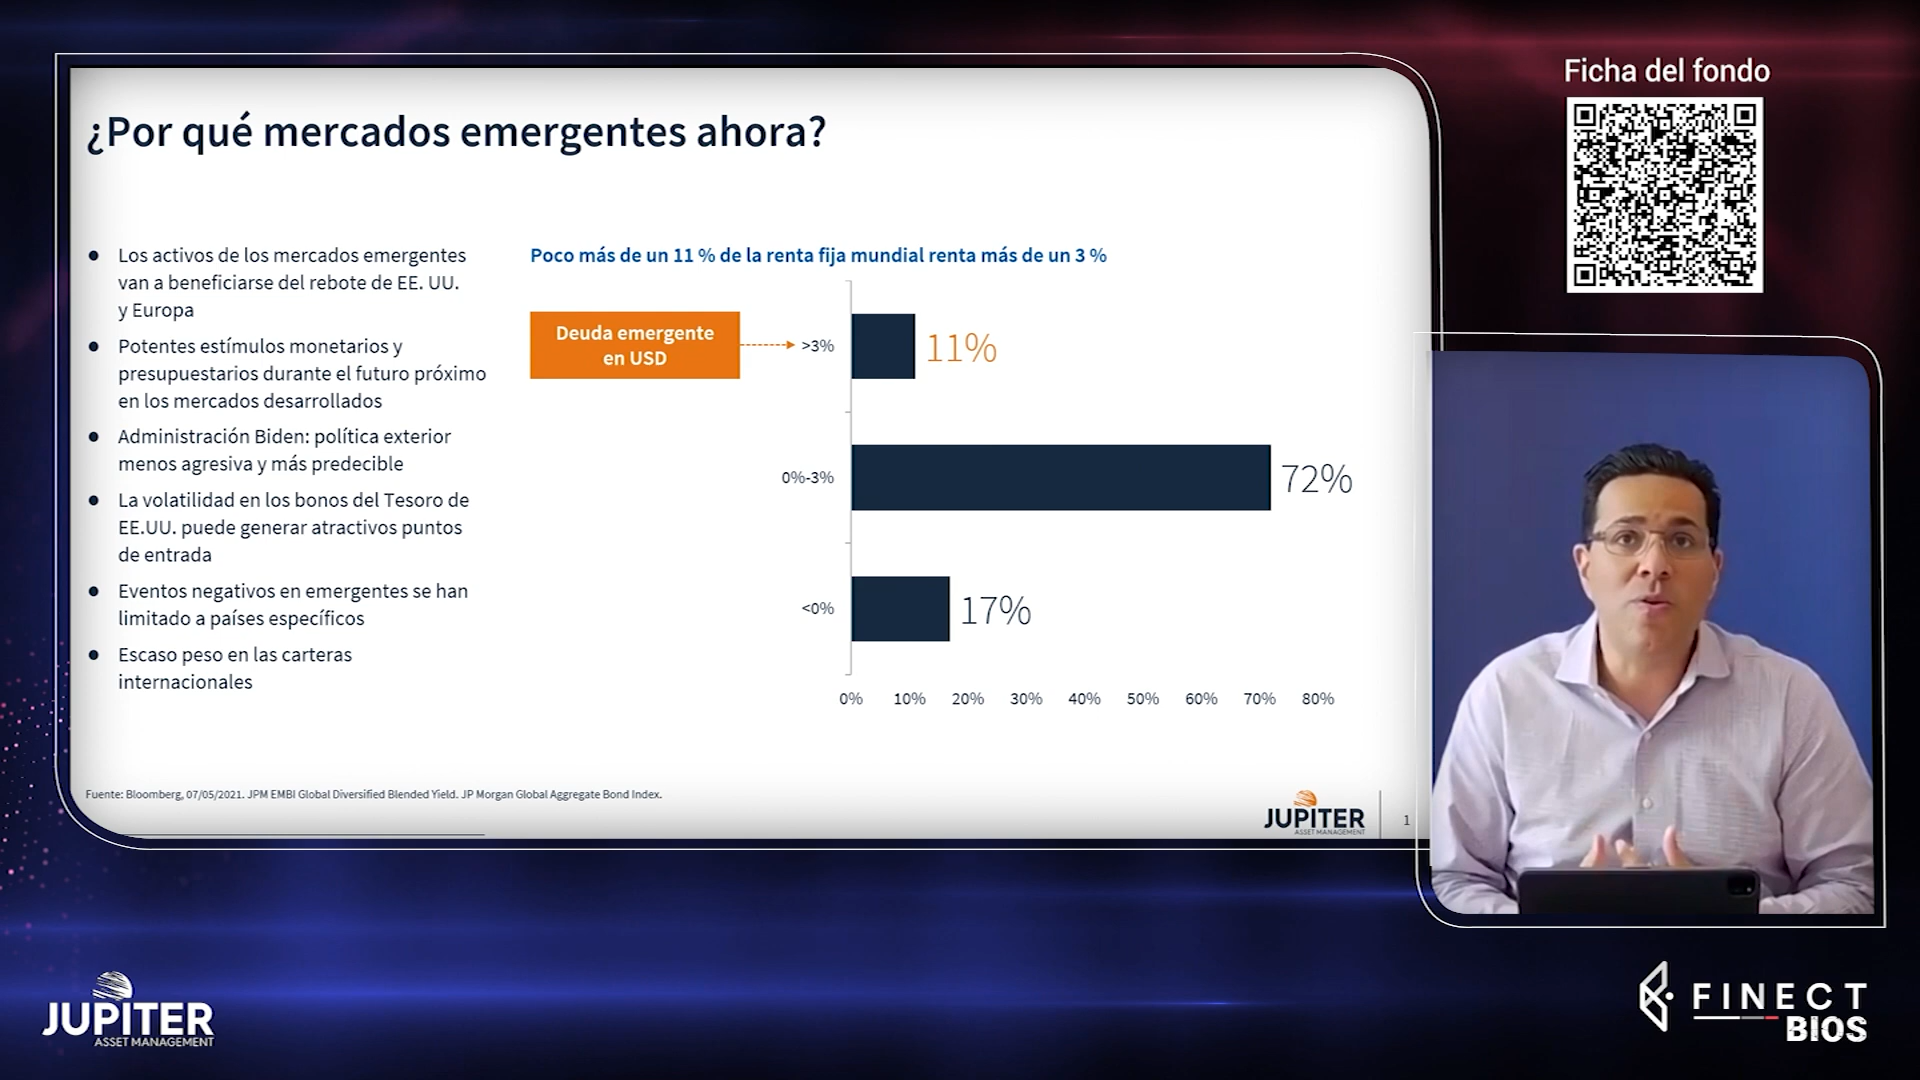 Ficha del fondo
¿Por qué mercados emergentes ahora?
● Los activos de los mercados emergentes
van a beneficiarse del rebote de EE. UU.
y Europa
● Potentes estímulos monetarios y
presupuestarios durante el futuro próximo
en los mercados desarrollados
● Administración Biden: política exterior
menos agresiva y más predecible
● La volatilidad en los bonos del Tesoro de
EE.UU. puede generar atractivos puntos
de entrada
● Eventos negativos en emergentes se han
limitado a países específicos
● Escaso peso en las carteras
internacionales
Poco más de un 11 % de la renta fija mundial renta más de un 3 %
Deuda emergente
en USD
>3%
11%
0%-3%
72%
<0%
17%
0% 10% 20% 30% 40% 50% 60% 70% 80%
Fuente: Bloomberg, 07/05/2021. JPM EMBI Global Diversified Blended Yield. JP Morgan Global Aggregate Bond Index.
JUPITER
ASSET MANAGEMENT
1
JUPITER
ASSET MANAGEMENT
FINECT
BIOS